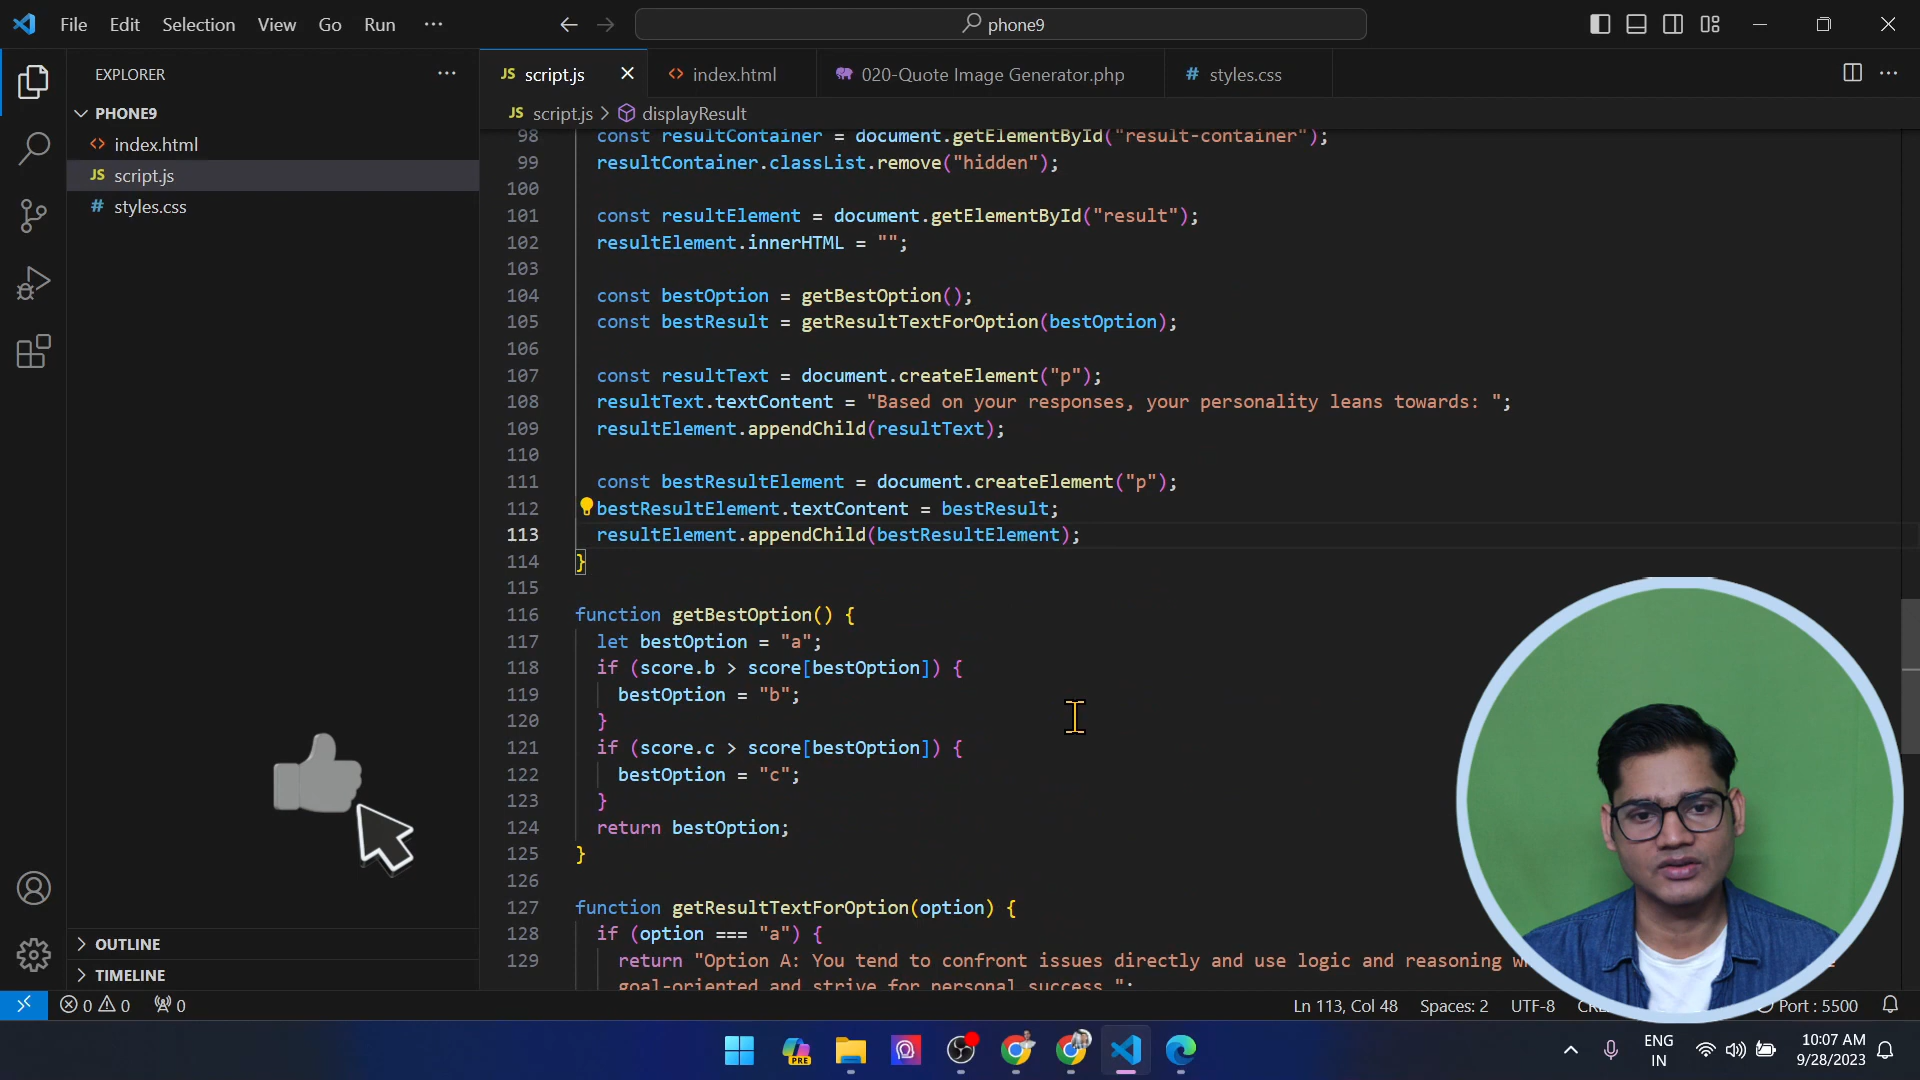 File Edit Selection View Go Run ...
phone9
EXPLORER
PHONE9
index.html
script.js
styles.css
OUTLINE
TIMELINE
JS script.js
index.html
020-Quote Image Generator.php
# styles.css
JS script.js > displayResult
98 const resultContainer = document.getElementById("result-container");
99 resultContainer.classList.remove("hidden");
100
101 const resultElement = document.getElementById("result");
102 resultElement.innerHTML = "";
103
104 const bestOption = getBestOption();
105 const bestResult = getResultTextForOption(bestOption);
106
107 const resultText = document.createElement("p");
108 resultText.textContent = "Based on your responses, your personality leans towards: ";
109 resultElement.appendChild(resultText);
110
111 const bestResultElement = document.createElement("p");
112 bestResultElement.textContent = bestResult;
113 resultElement.appendChild(bestResultElement);
114 }
115
116 function getBestOption() {
117 let bestOption = "a";
118 if (score.b > score[bestOption]) {
119 bestOption = "b";
120 }
121 if (score.c > score[bestOption]) {
122 bestOption = "c";
123 }
124 return bestOption;
125 }
126
127 function getResultTextForOption(option) {
128 if (option === "a") {
129 return "Option A: You tend to confront issues directly and use logic and reasoning
goal-oriented and strive for personal success.";
0 0 0
Ln 113, Col 48 Spaces: 2 UTF-8 Port : 5500
PRE
ENG
IN
10:07 AM
9/28/2023